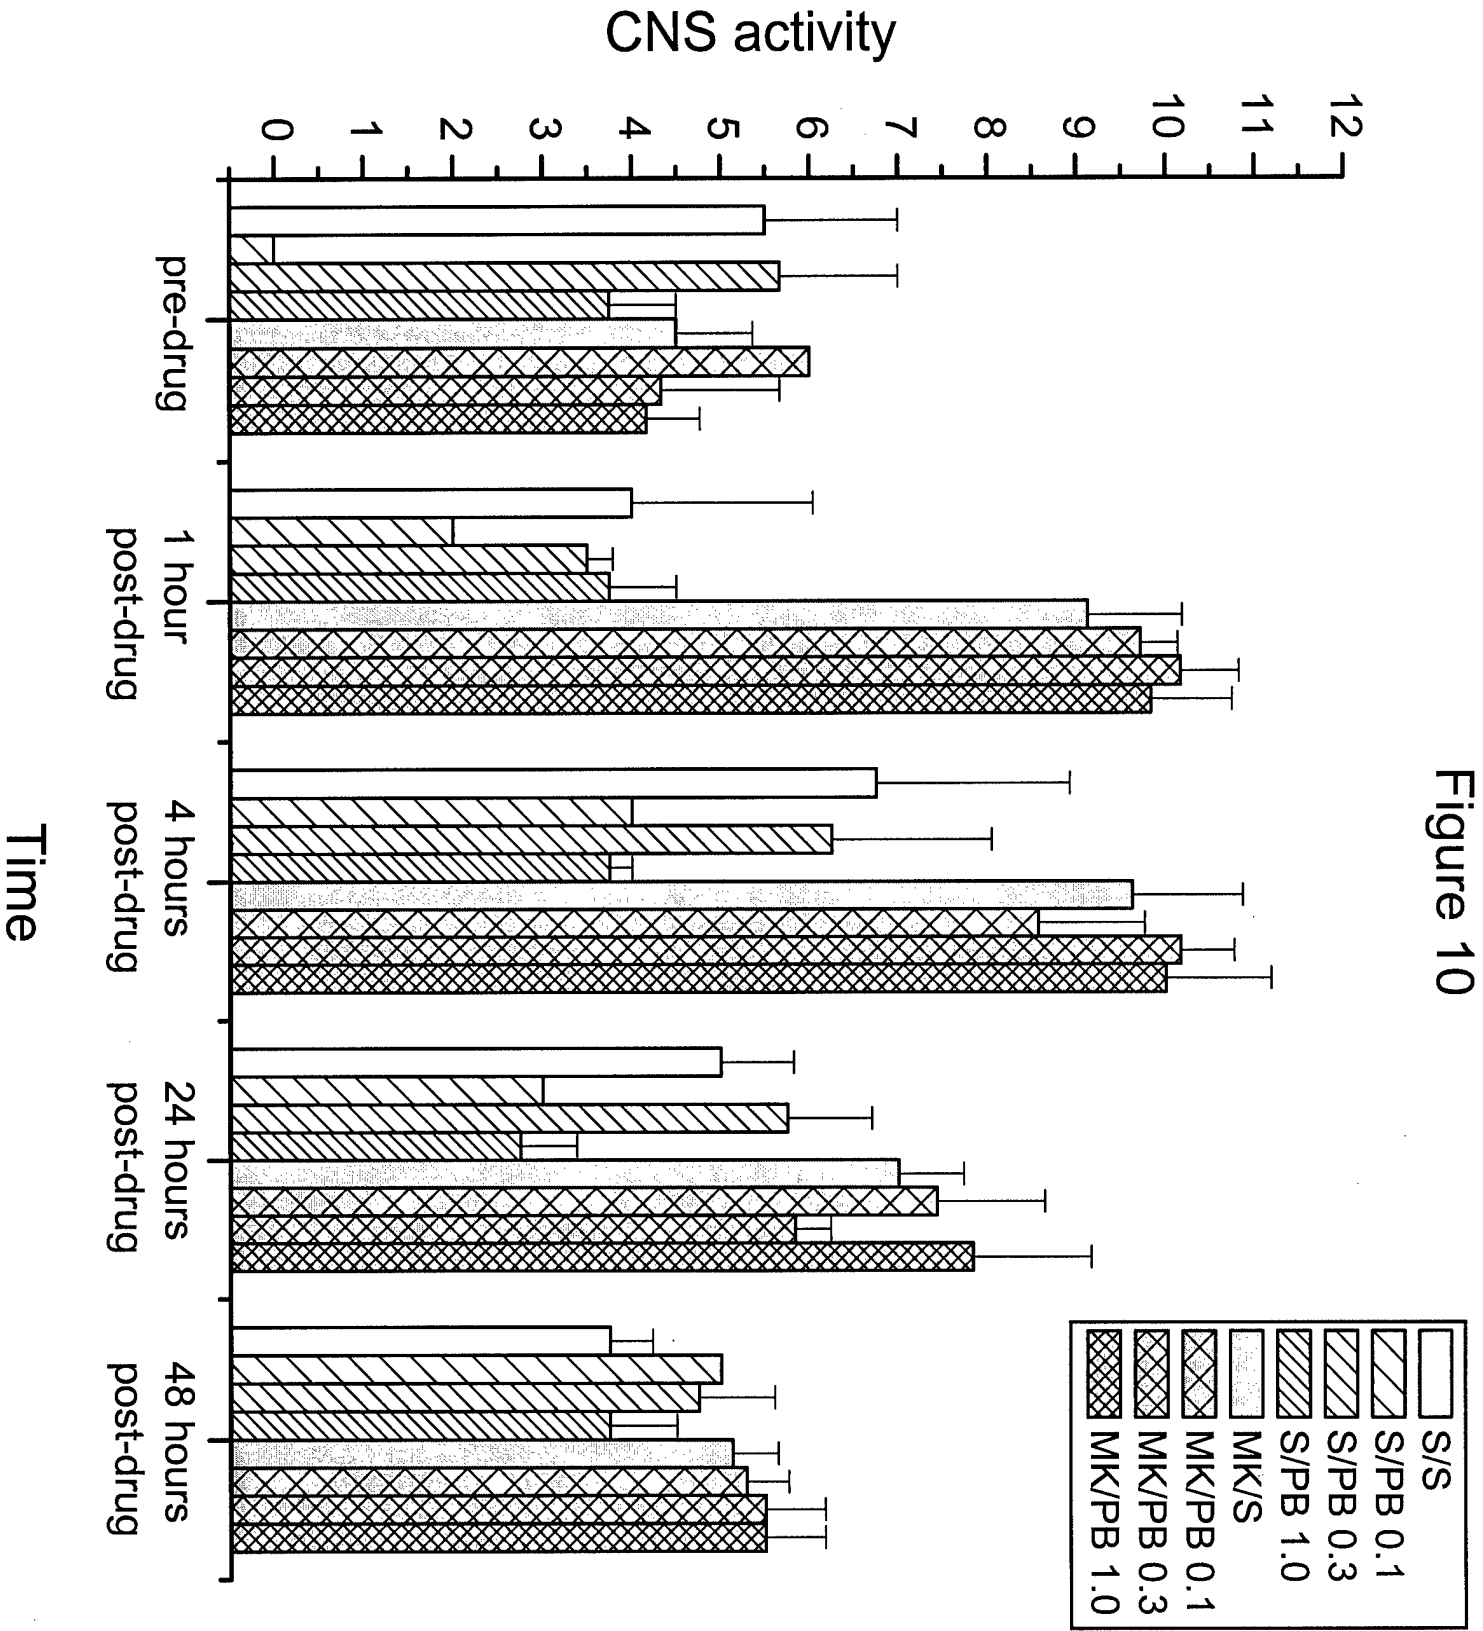 Figure 10
CNS activity
12
11
10
9
8
7
6
5
4
3
2
1
0
S/S
S/PB 0.1
S/PB 0.3
S/PB 1.0
MK/S
MK/PB 0.1
MK/PB 0.3
MK/PB 1.0
pre-drug
1 hour
post-drug
4 hours
post-drug
24 hours
post-drug
48 hours
post-drug
Time